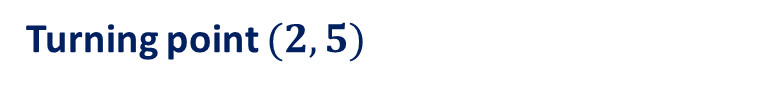 Turning point (2, 5)